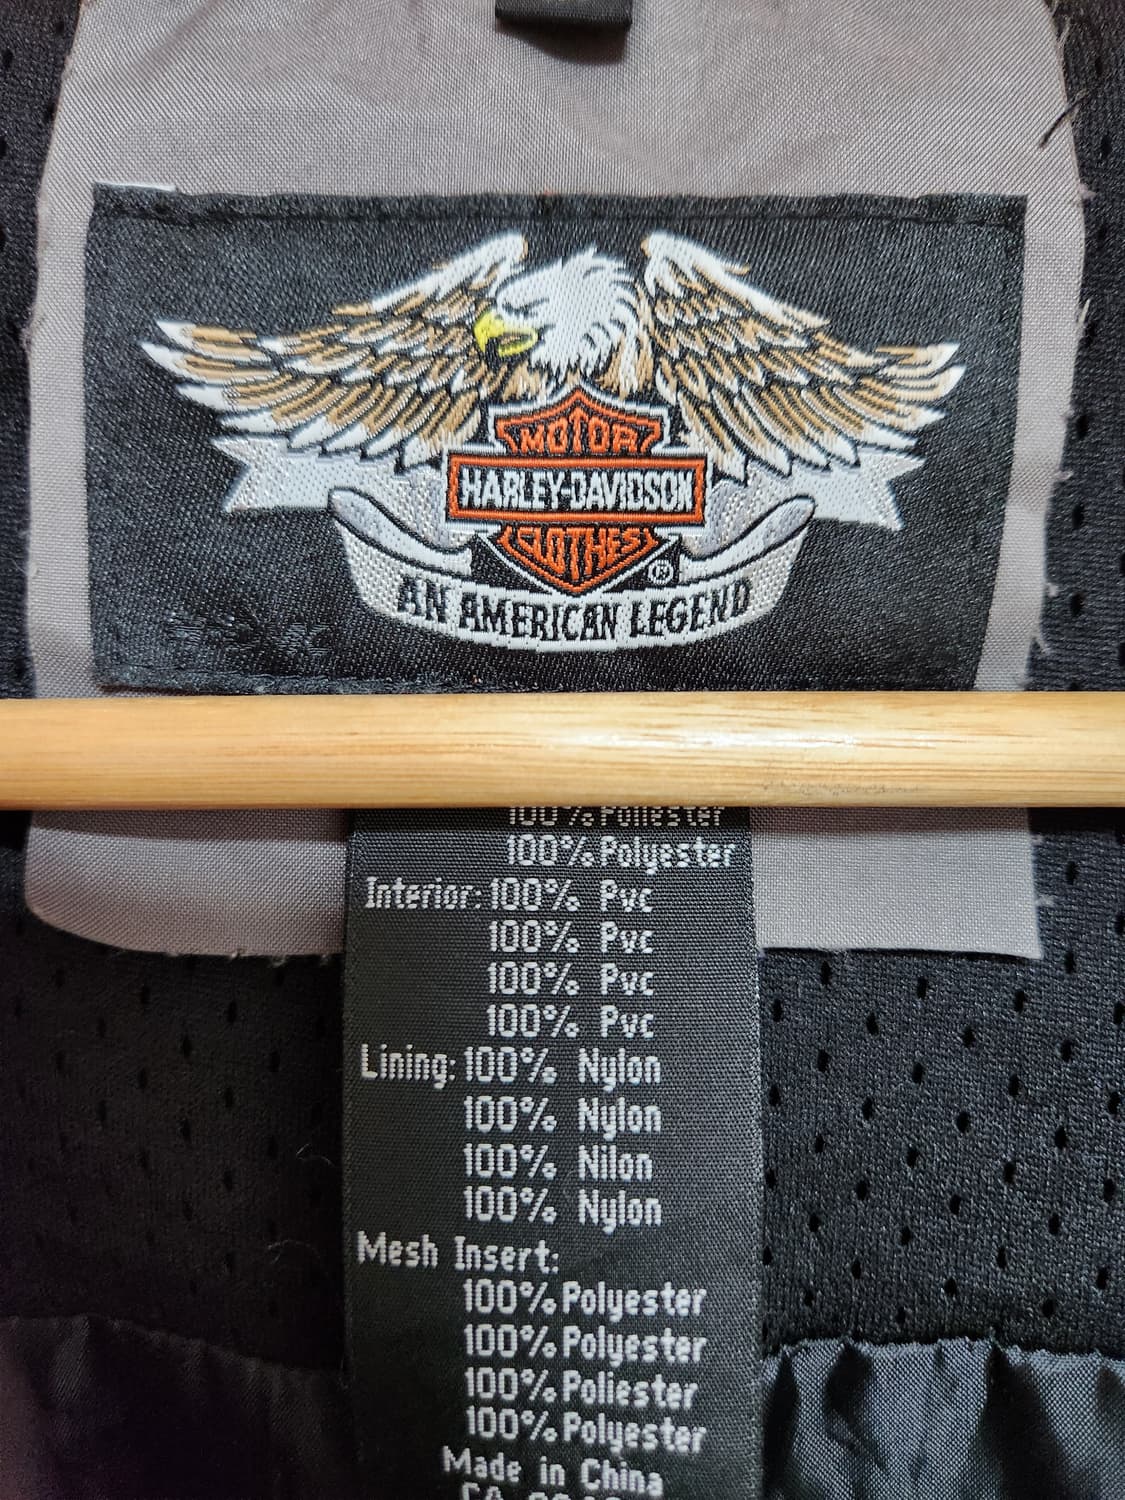 MOTOR
HARLEY-DAVIDSON
CLOTHES
®
AN AMERICAN LEGEND
100% Poliester
100% Polyester
Interior: 100% Pvc
100% Pvc
100% Pvc
100% Pvc
Lining: 100% Nylon
100% Nylon
100% Nilon
100% Nylon
Mesh Insert:
100% Polyester
100% Polyester
100% Poliester
100% Polyester
Made in China